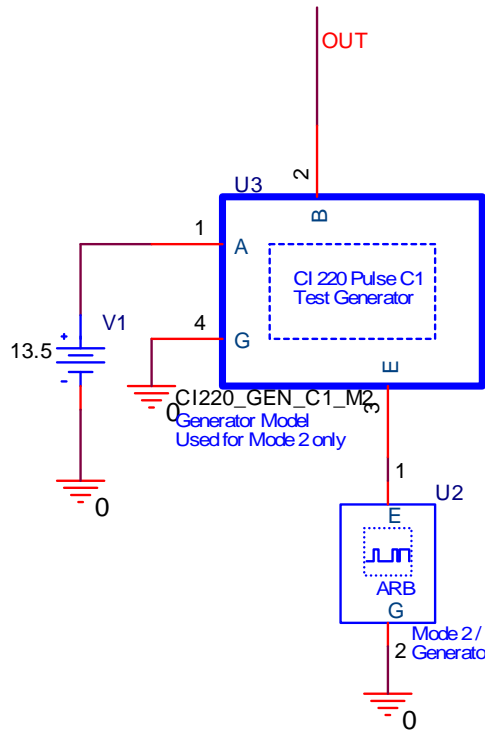 OUT
2
U3
B
1
A
CI 220 Pulse C1
Test Generator
V1
4
G
13.5
E
0
CI220_GEN_C1_M2
3
Generator Model
Used for Mode 2 only
1
U2
0
E
ARB
G
2
Mode 2 /
Generato
0